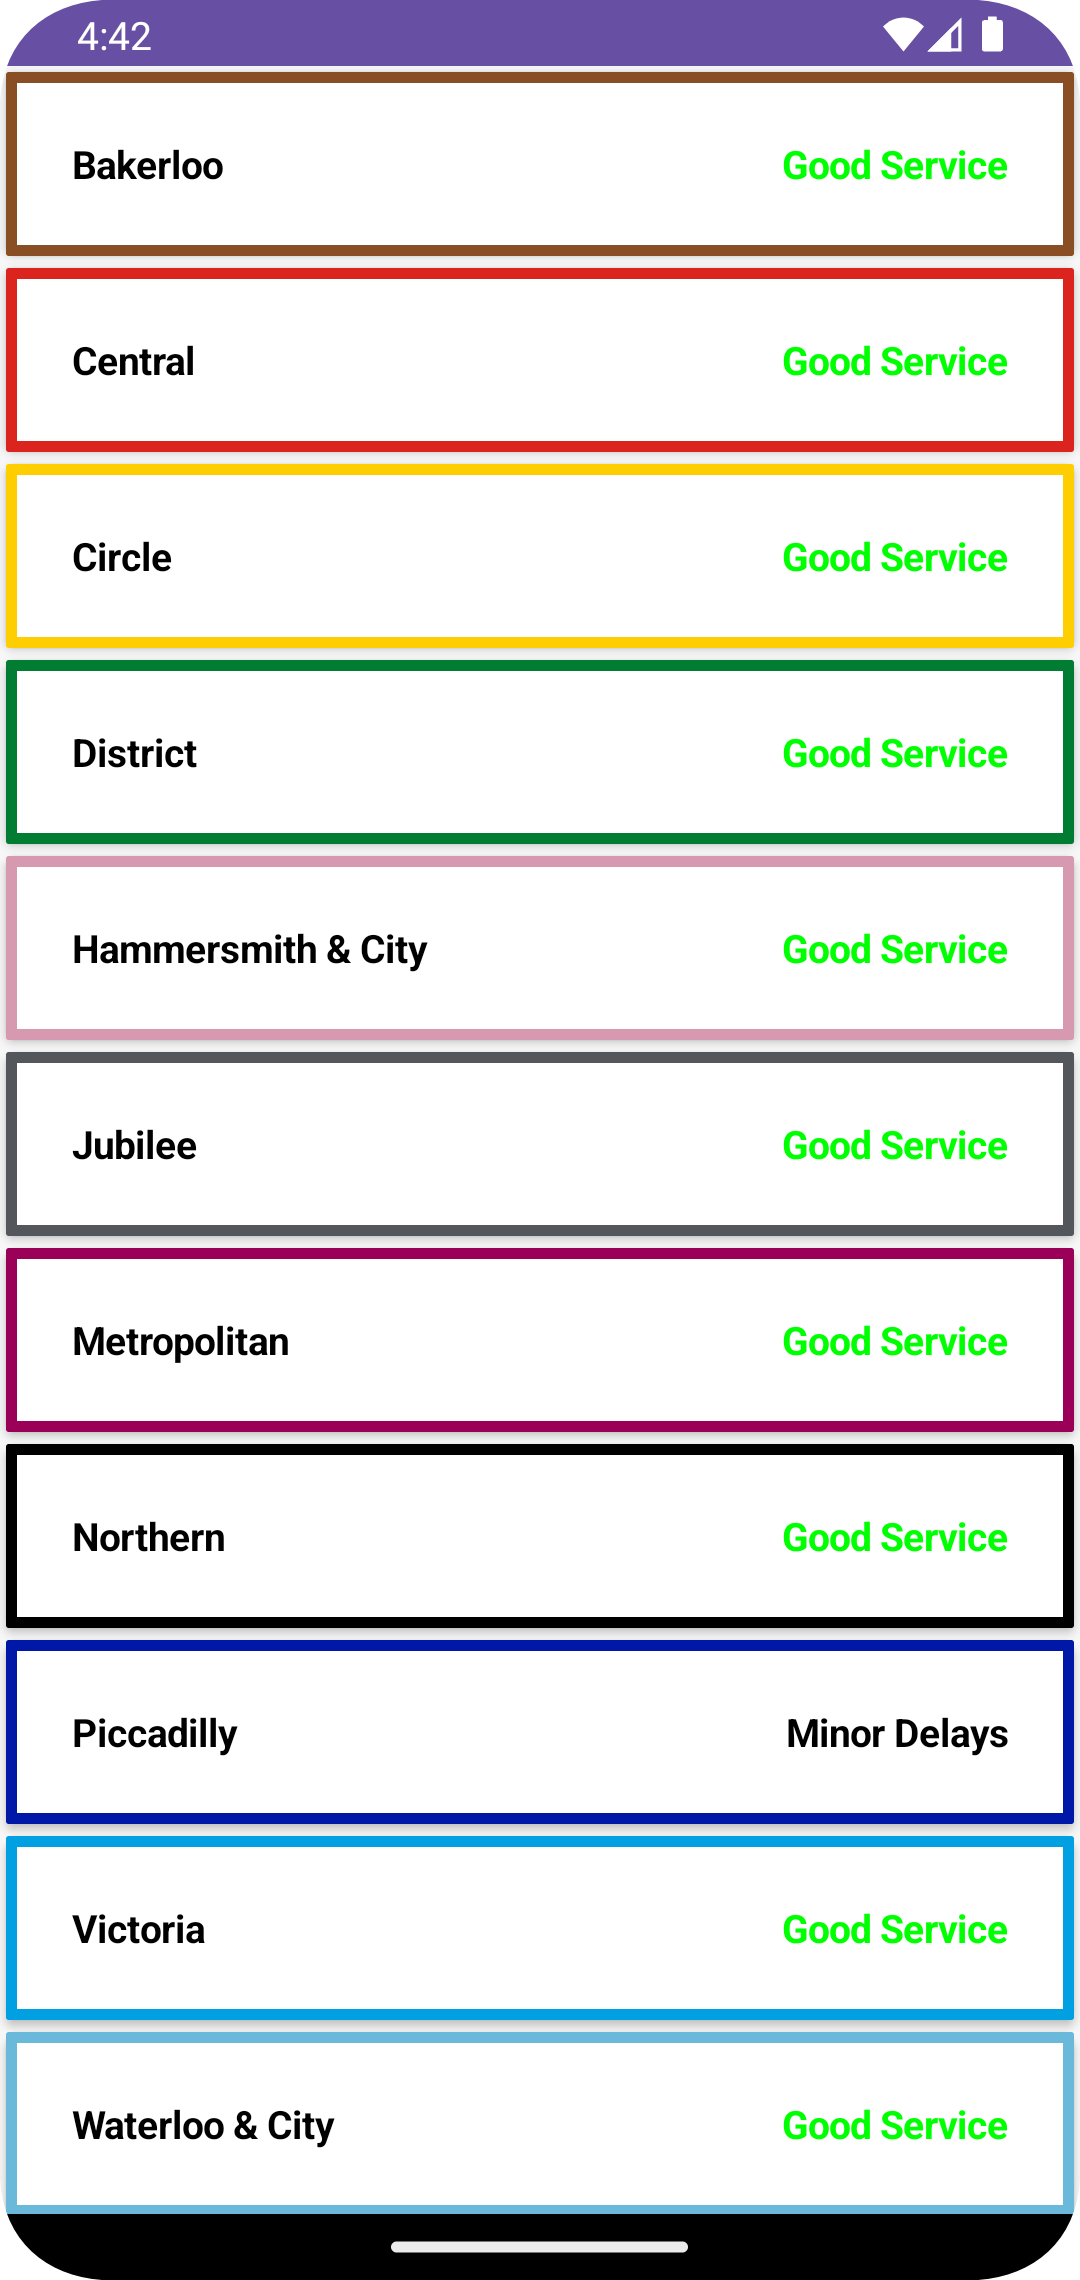 4:42
Bakerloo Good Service
Central Good Service
Circle Good Service
District Good Service
Hammersmith & City Good Service
Jubilee Good Service
Metropolitan Good Service
Northern Good Service
Piccadilly Minor Delays
Victoria Good Service
Waterloo & City Good Service